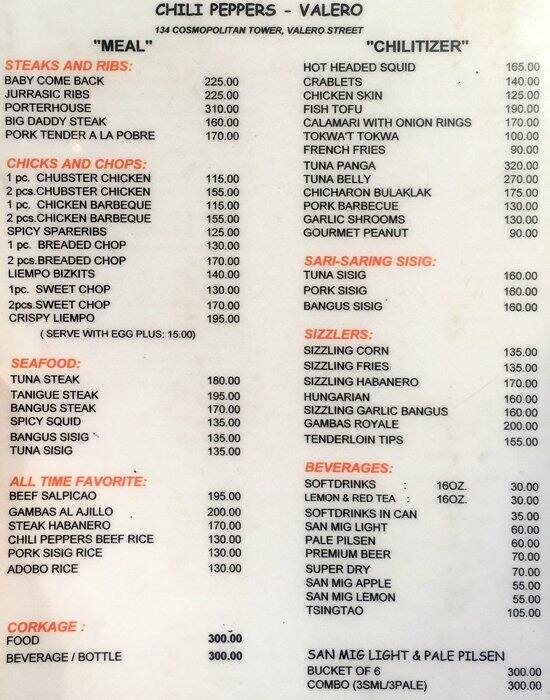 CHILI PEPPERS - VALERO
134 COSMOPOLITAN TOWER, VALERO STREET
"MEAL"
STEAKS AND RIBS:
BABY COME BACK 225.00
JURRASIC RIBS 225.00
PORTERHOUSE 310.00
BIG DADDY STEAK 160.00
PORK TENDER A LA POBRE 170.00
CHICKS AND CHOPS:
1 pc. CHUBSTER CHICKEN 115.00
2 pcs.CHUBSTER CHICKEN 155.00
1 pc. CHICKEN BARBEQUE 115.00
2 pcs.CHICKEN BARBEQUE 155.00
SPICY SPARERIBS 125.00
1 pc. BREADED CHOP 130.00
2 pcs.BREADED CHOP 170.00
LIEMPO BIZKITS 140.00
1pc. SWEET CHOP 130.00
2pcs.SWEET CHOP 170.00
CRISPY LIEMPO 195.00
( SERVE WITH EGG PLUS: 15.00)
SEAFOOD:
TUNA STEAK 180.00
TANIGUE STEAK 195.00
BANGUS STEAK 170.00
SPICY SQUID 135.00
BANGUS SISIG 135.00
TUNA SISIG 135.00
ALL TIME FAVORITE:
BEEF SALPICAO 195.00
GAMBAS AL AJILLO 200.00
STEAK HABANERO 170.00
CHILI PEPPERS BEEF RICE 130.00
PORK SISIG RICE 130.00
ADOBO RICE 130.00
CORKAGE :
FOOD 300.00
BEVERAGE / BOTTLE 300.00
"CHILITIZER"
HOT HEADED SQUID 165.00
CRABLETS 140.00
CHICKEN SKIN 125.00
FISH TOFU 190.00
CALAMARI WITH ONION RINGS 170.00
TOKWA'T TOKWA 100.00
FRENCH FRIES 90.00
TUNA PANGA 320.00
TUNA BELLY 270.00
CHICHARON BULAKLAK 175.00
PORK BARBECUE 130.00
GARLIC SHROOMS 130.00
GOURMET PEANUT 90.00
SARI-SARING SISIG:
TUNA SISIG 160.00
PORK SISIG 160.00
BANGUS SISIG 160.00
SIZZLERS:
SIZZLING CORN 135.00
SIZZLING FRIES 135.00
SIZZLING HABANERO 170.00
HUNGARIAN 160.00
SIZZLING GARLIC BANGUS 160.00
GAMBAS ROYALE 200.00
TENDERLOIN TIPS 155.00
BEVERAGES:
SOFTDRINKS : 16OZ. 30.00
LEMON & RED TEA : 16OZ. 30.00
SOFTDRINKS IN CAN 35.00
SAN MIG LIGHT 60.00
PALE PILSEN 60.00
PREMIUM BEER 70.00
SUPER DRY 70.00
SAN MIG APPLE 55.00
SAN MIG LEMON 55.00
TSINGTAO 105.00
SAN MIG LIGHT & PALE PILSEN
BUCKET OF 6 300.00
COMBO (3SML/3PALE) 300.00